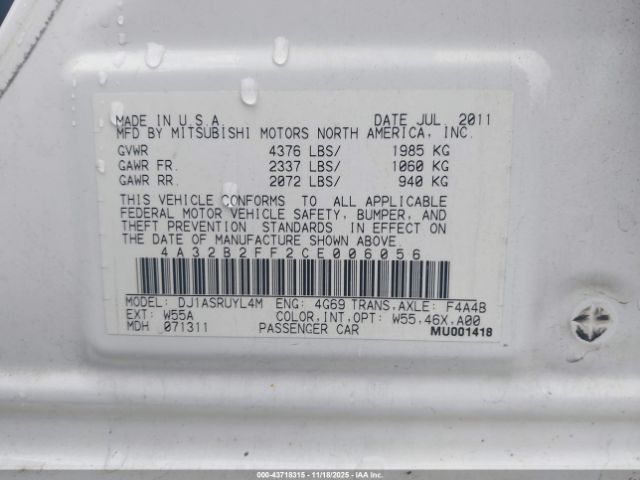 MADE IN U.S.A. DATE JUL 2011
MFD BY MITSUBISHI MOTORS NORTH AMERICA, INC.
GVWR 4376 LBS/ 1985 KG
GAWR FR. 2337 LBS/ 1060 KG
GAWR RR. 2072 LBS/ 940 KG
THIS VEHICLE CONFORMS TO ALL APPLICABLE
FEDERAL MOTOR VEHICLE SAFETY, BUMPER, AND
THEFT PREVENTION STANDARDS IN EFFECT ON
THE DATE OF MANUFACTURE SHOWN ABOVE.
4A32B2FF2CE006056
MODEL: DJ1ASRUYL4M ENG: 4G69 TRANS,AXLE: F4A4B
EXT: W55A COLOR,INT,OPT: W55,46X,A00
MDH 071311 PASSENGER CAR MU001418
000-43718315 - 11/18/2025 - IAA Inc.